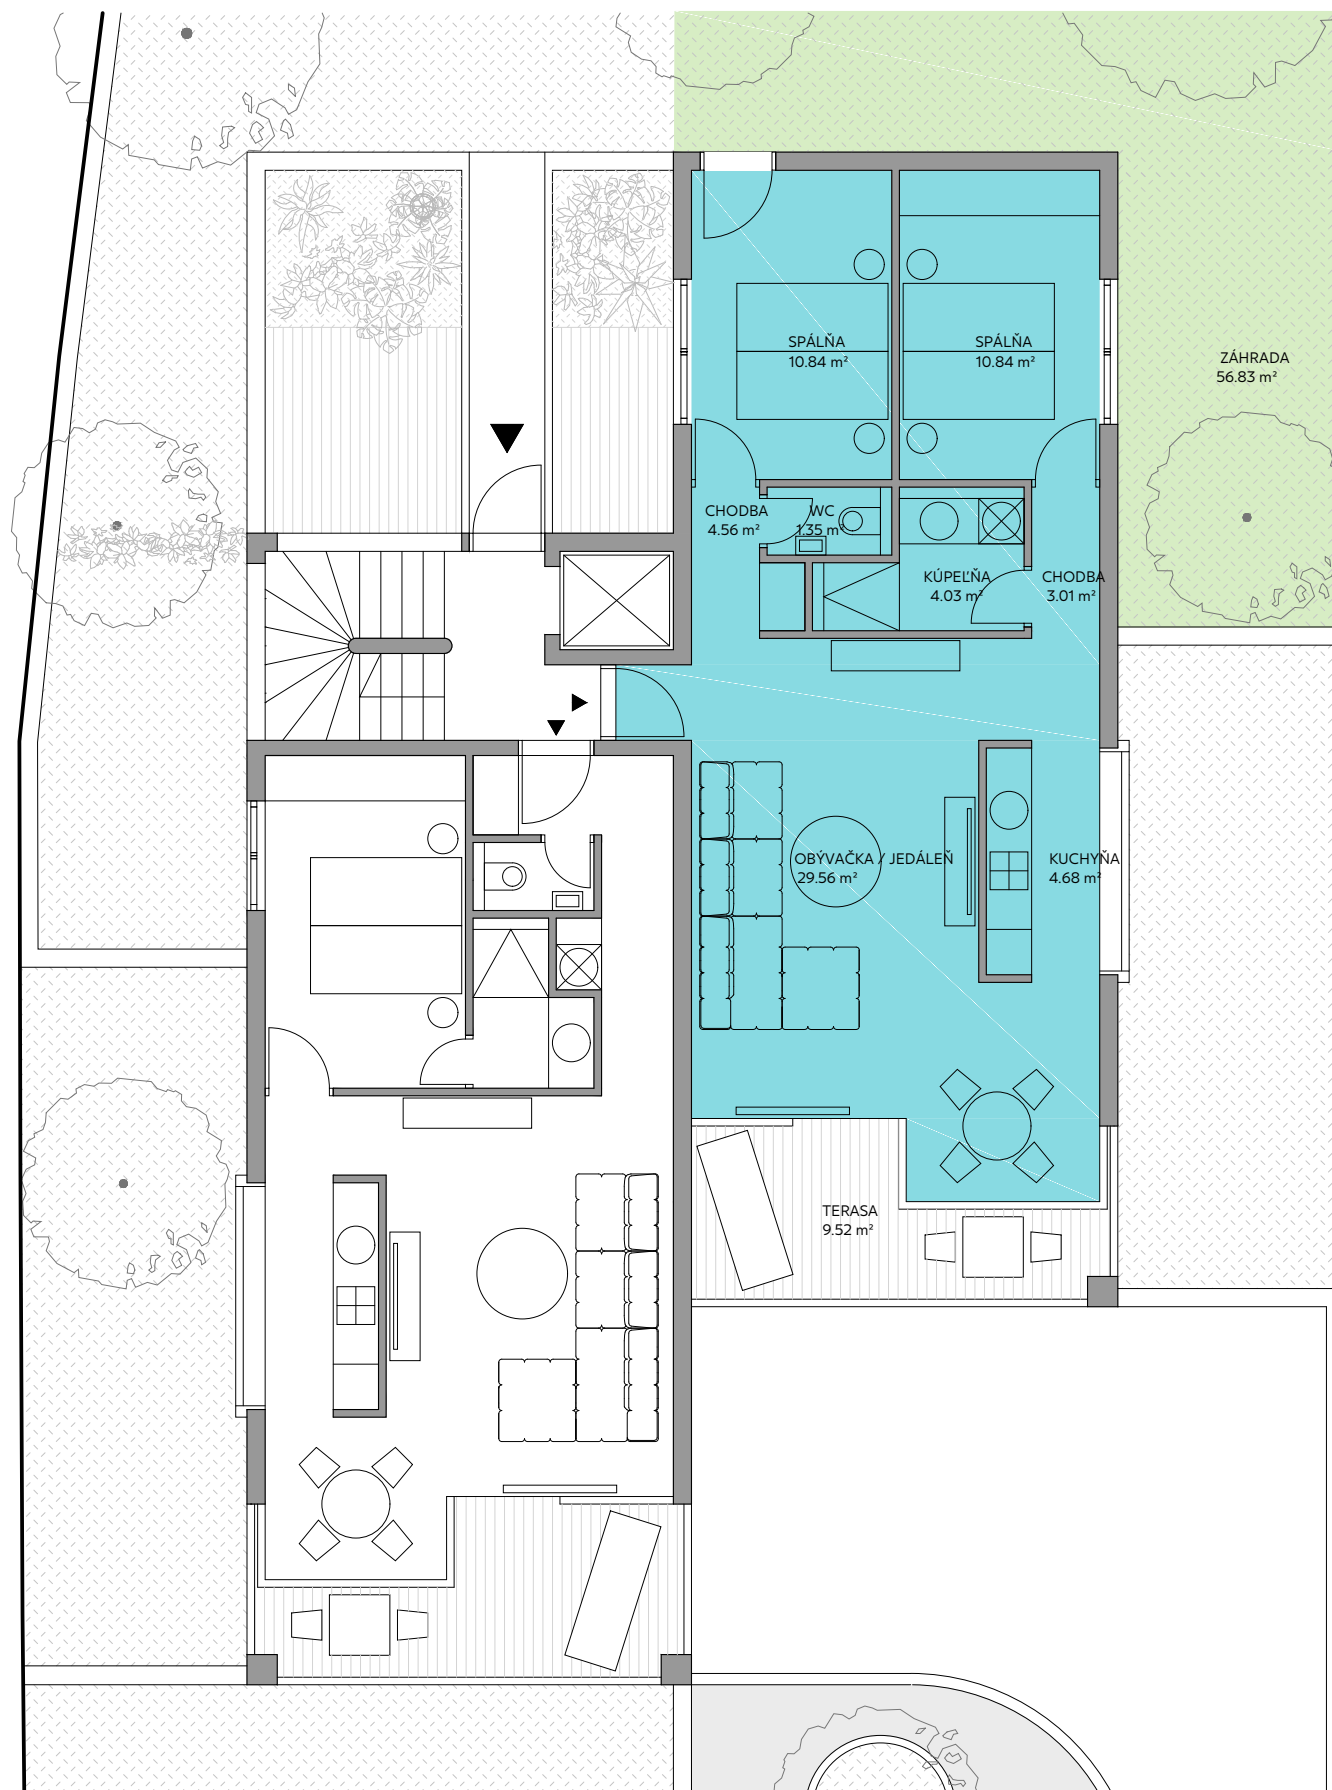 SPÁLŇA
10.84 m²
SPÁLŇA
10.84 m²
ZÁHRADA
56.83 m²
CHODBA
4.56 m²
WC
1.35 m²
KÚPEĽŇA
4.03 m²
CHODBA
3.01 m²
OBÝVAČKA / JEDÁLEŇ
29.56 m²
KUCHYŇA
4.68 m²
TERASA
9.52 m²